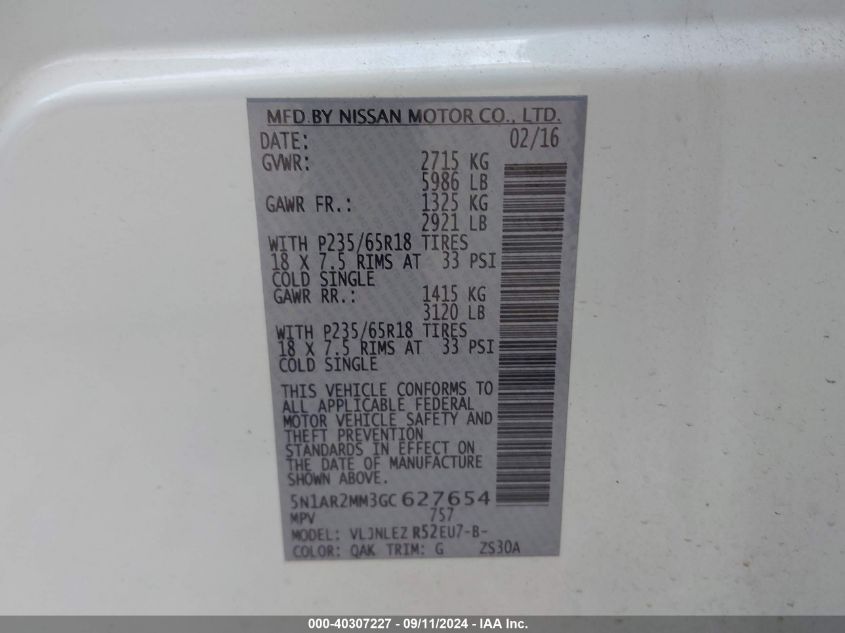 MFD.BY NISSAN MOTOR CO., LTD.
DATE: 02/16
GVWR: 2715 KG
5986 LB
GAWR FR.: 1325 KG
2921 LB
WITH P235/65R18 TIRES
18 X 7.5 RIMS AT 33 PSI
COLD SINGLE
GAWR RR.: 1415 KG
3120 LB
WITH P235/65R18 TIRES
18 X 7.5 RIMS AT 33 PSI
COLD SINGLE
THIS VEHICLE CONFORMS TO
ALL APPLICABLE FEDERAL
MOTOR VEHICLE SAFETY AND
THEFT PREVENTION
STANDARDS IN EFFECT ON
THE DATE OF MANUFACTURE
SHOWN ABOVE.
5N1AR2MM3GC627654
MPV 757
MODEL: VLJNLEZ R52EU7-B-
COLOR: QAK TRIM: G ZS30A
000-40307227 - 09/11/2024 - IAA Inc.